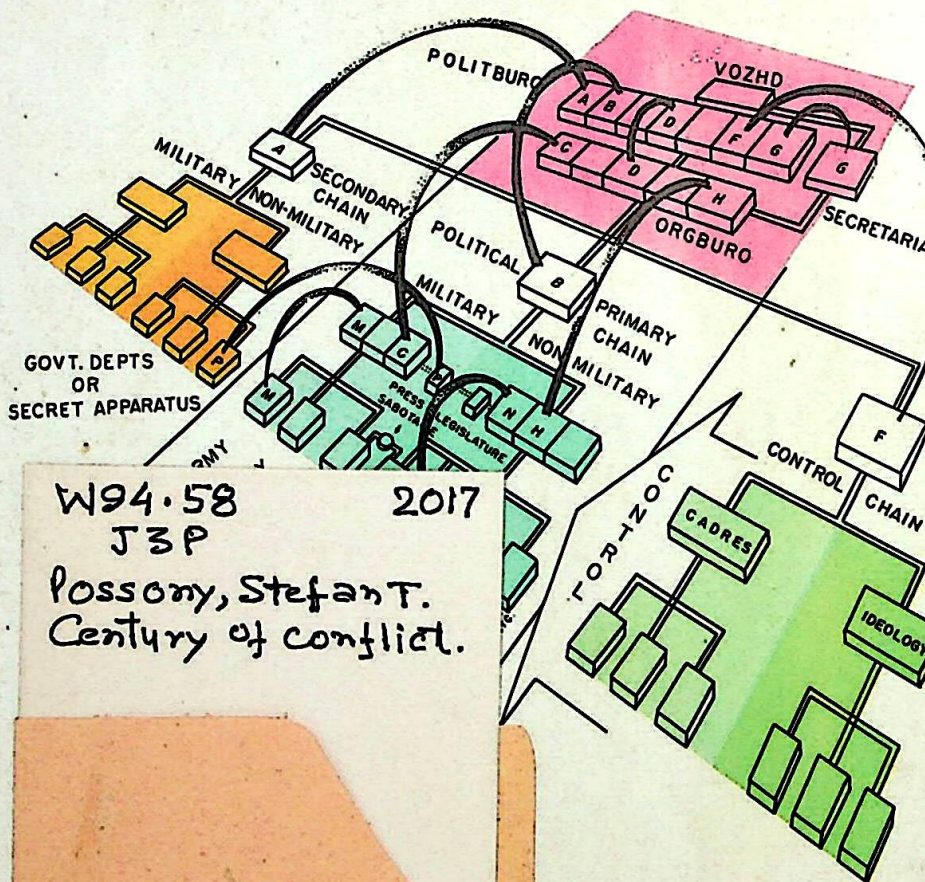 POLITBURO
VOZHD
A
B
D
F
G
C
D
H
G
ORGBURO
SECRETARIA
A
MILITARY
NON-MILITARY
SECONDARY
CHAIN
POLITICAL
B
PRIMARY
CHAIN
MILITARY
NON MILITARY
P
GOVT. DEPTS
OR
SECRET APPARATUS
M
G
M
N
H
PRESS
LEGISLATURE
SABOTAGE
F
CONTROL
CHAIN
CONTROL
CADRES
IDEOLOGY
W94.58 2017
J3P
Possony, Stefan T.
Century of conflict.